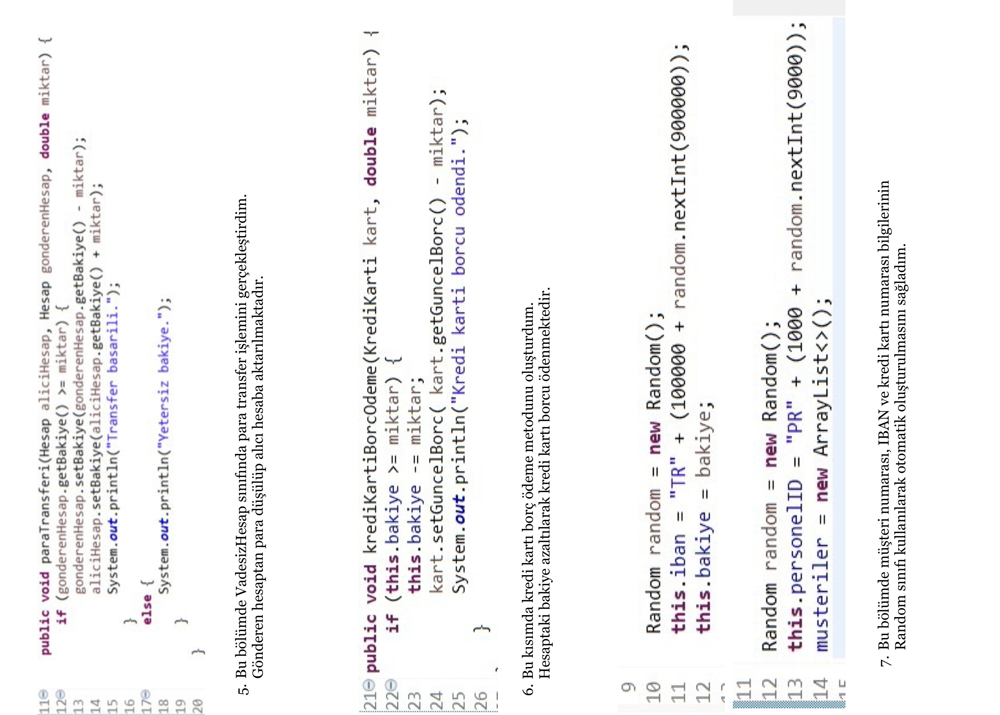 11 public void paraTransferi(Hesap aliciHesap, Hesap gonderenHesap, double miktar) {
12 if (gonderenHesap.getBakiye() >= miktar) {
13 gonderenHesap.setBakiye(gonderenHesap.getBakiye() - miktar);
14 aliciHesap.setBakiye(aliciHesap.getBakiye() + miktar);
15 System.out.println("Transfer basarili.");
16 }
17 else {
18 System.out.println("Yetersiz bakiye.");
19 }
20 }
5. Bu bölümde VadesizHesap sınıfında para transfer işlemini gerçekleştirdim.
Gönderen hesaptan para düşülüp alıcı hesaba aktarılmaktadır.
21 public void krediKartiBorcOdeme(KrediKarti kart, double miktar) {
22 if (this.bakiye >= miktar) {
23 this.bakiye -= miktar;
24 kart.setGuncelBorc( kart.getGuncelBorc() - miktar);
25 System.out.println("Kredi karti borcu odendi.");
26 }
6. Bu kısımda kredi kartı borç ödeme metodunu oluşturdum.
Hesaptaki bakiye azaltılarak kredi kartı borcu ödenmektedir.
9
10 Random random = new Random();
11 this.iban = "TR" + (100000 + random.nextInt(900000));
12 this.bakiye = bakiye;
11
12 Random random = new Random();
13 this.personelID = "PR" + (1000 + random.nextInt(9000));
14 musteriler = new ArrayList<>();
7. Bu bölümde müşteri numarası, IBAN ve kredi kartı numarası bilgilerinin
Random sınıfı kullanılarak otomatik oluşturulmasını sağladım.